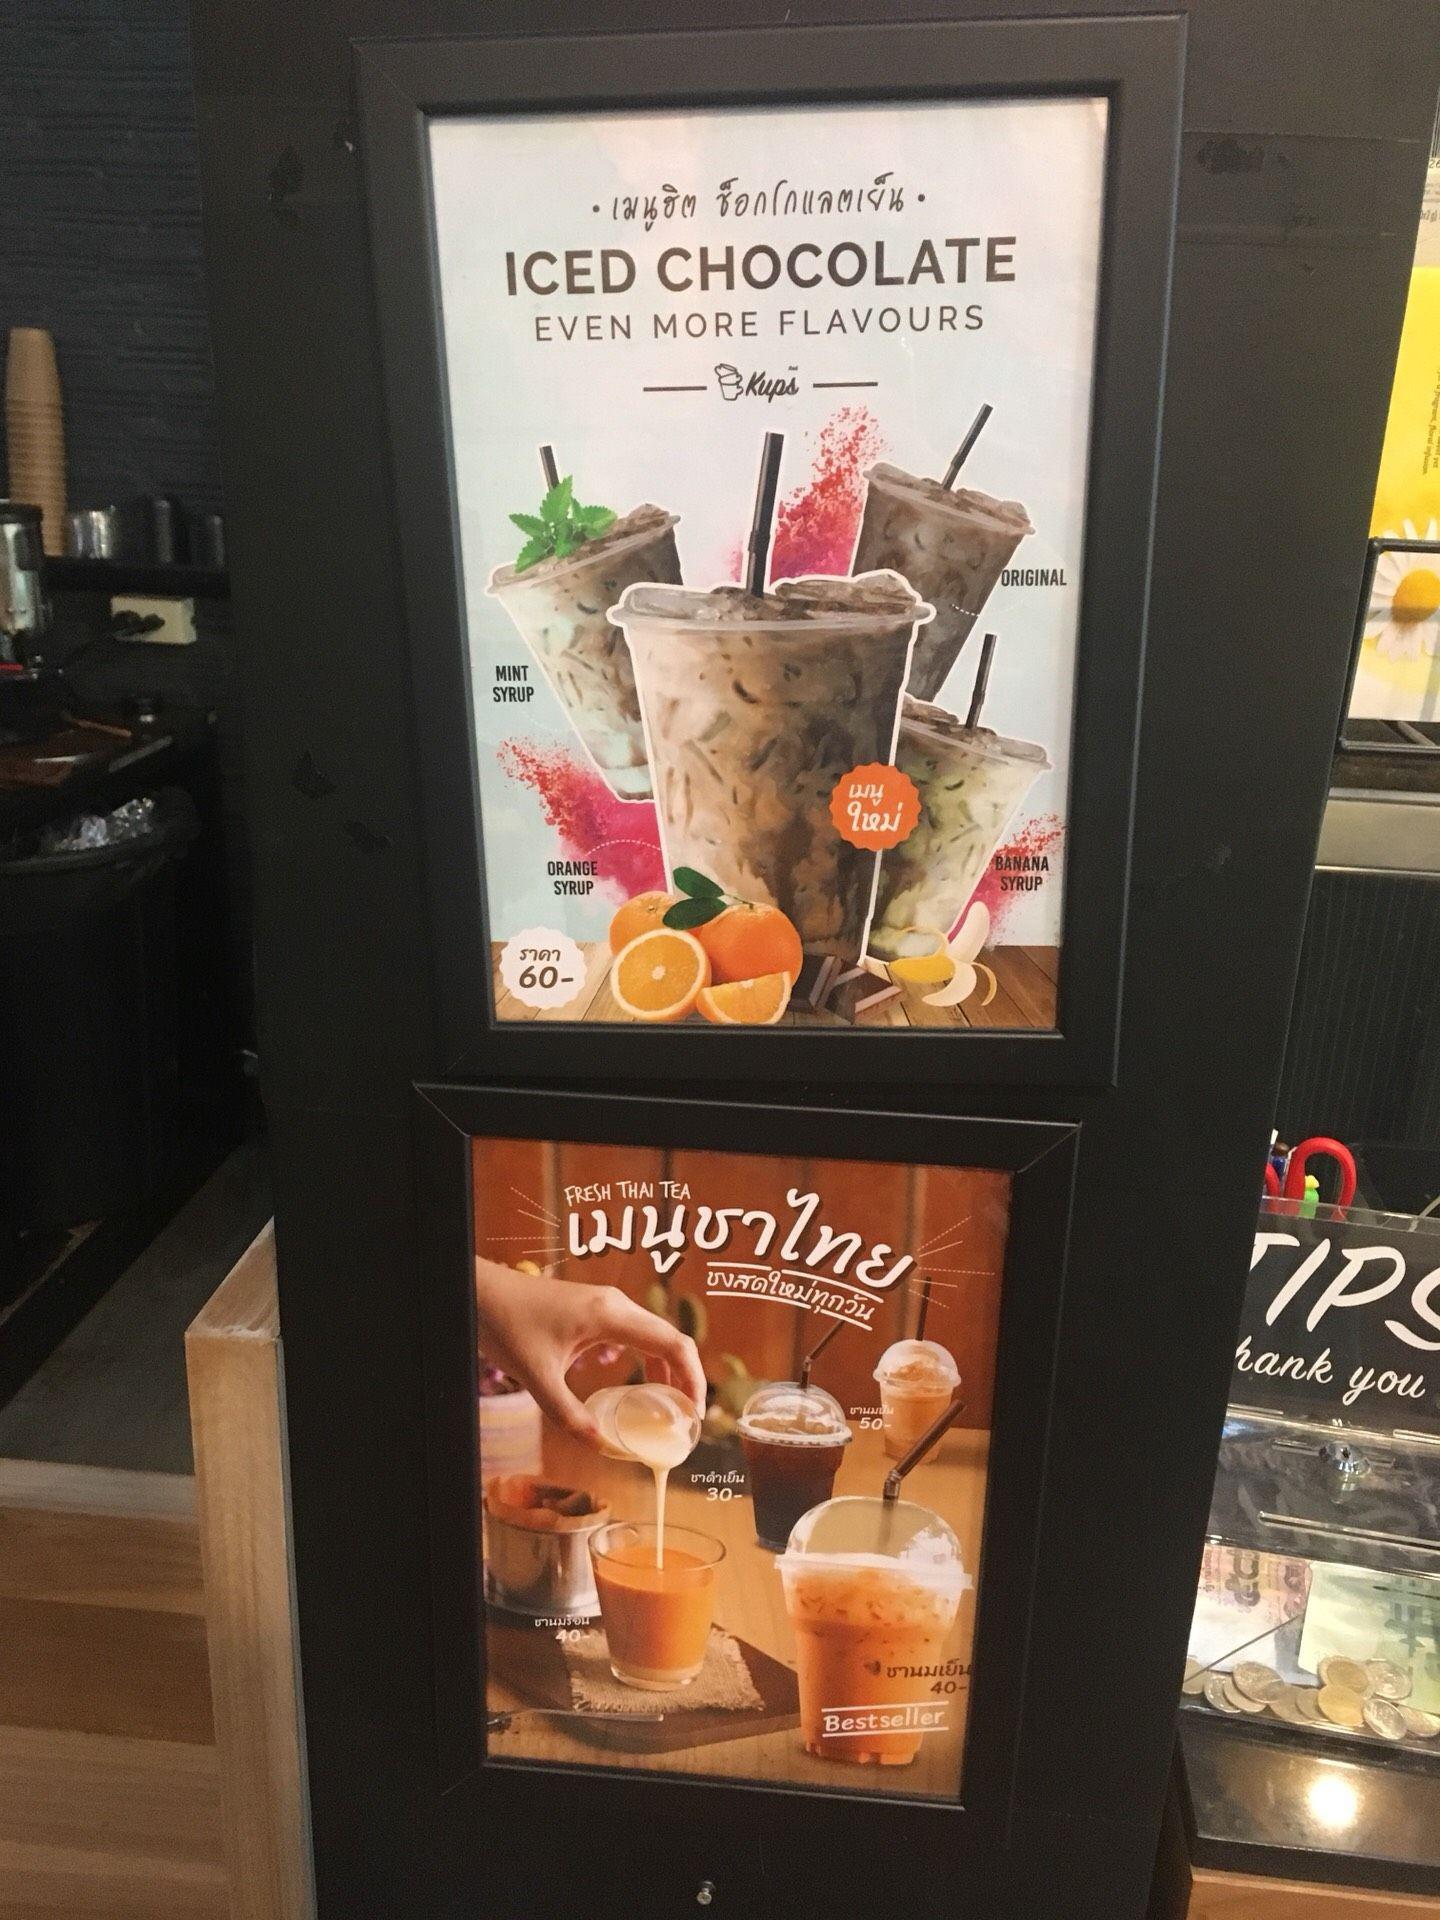 • เมนูฮิต ช็อกโกแลตเย็น •
ICED CHOCOLATE
EVEN MORE FLAVOURS
Kups
ORIGINAL
MINT
SYRUP
เมนู
ใหม่
ORANGE
SYRUP
BANANA
SYRUP
ราคา
60-
FRESH THAI TEA
เมนูชาไทย
ชงสดใหม่ทุกวัน
ชานมปั่น
50-
ชาดำเย็น
30-
ชานมร้อน
40-
ชานมเย็น
40-
Bestseller
TIPS
hank you